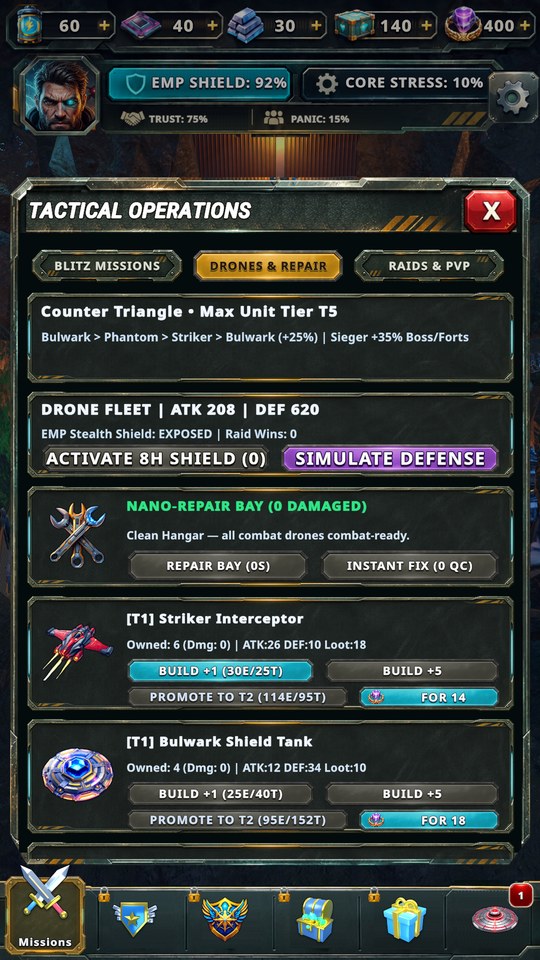 60 + 40 + 30 + 140 + 400 +
EMP SHIELD: 92% CORE STRESS: 10%
TRUST: 75% PANIC: 15%
TACTICAL OPERATIONS X
BLITZ MISSIONS DRONES & REPAIR RAIDS & PVP
Counter Triangle • Max Unit Tier T5
Bulwark > Phantom > Striker > Bulwark (+25%) | Sieger +35% Boss/Forts
DRONE FLEET | ATK 208 | DEF 620
EMP Stealth Shield: EXPOSED | Raid Wins: 0
ACTIVATE 8H SHIELD (0) SIMULATE DEFENSE
NANO-REPAIR BAY (0 DAMAGED)
Clean Hangar — all combat drones combat-ready.
REPAIR BAY (0S) INSTANT FIX (0 QC)
[T1] Striker Interceptor
Owned: 6 (Dmg: 0) | ATK:26 DEF:10 Loot:18
BUILD +1 (30E/25T) BUILD +5
PROMOTE TO T2 (114E/95T) FOR 14
[T1] Bulwark Shield Tank
Owned: 4 (Dmg: 0) | ATK:12 DEF:34 Loot:10
BUILD +1 (25E/40T) BUILD +5
PROMOTE TO T2 (95E/152T) FOR 18
1
Missions